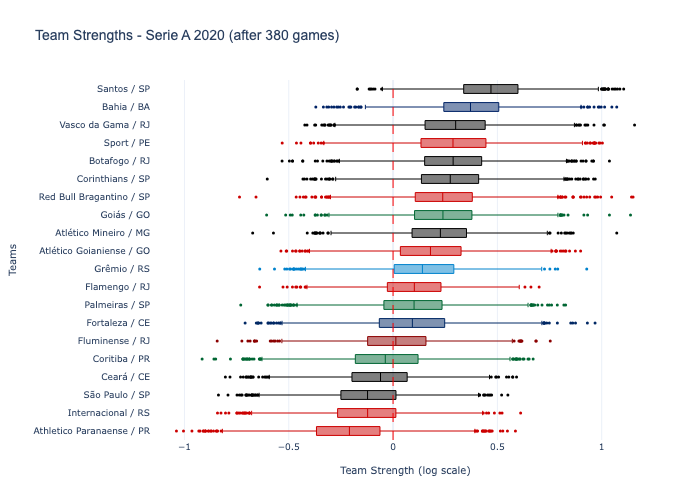 Team Strengths - Serie A 2020 (after 380 games)
Santos / SP
Bahia / BA
Vasco da Gama / RJ
Sport / PE
Botafogo / RJ
Corinthians / SP
Red Bull Bragantino / SP
Goiás / GO
Atlético Mineiro / MG
Atlético Goianiense / GO
Grêmio / RS
Flamengo / RJ
Palmeiras / SP
Fortaleza / CE
Fluminense / RJ
Coritiba / PR
Ceará / CE
São Paulo / SP
Internacional / RS
Athletico Paranaense / PR
Teams
−1 −0.5 0 0.5 1
Team Strength (log scale)